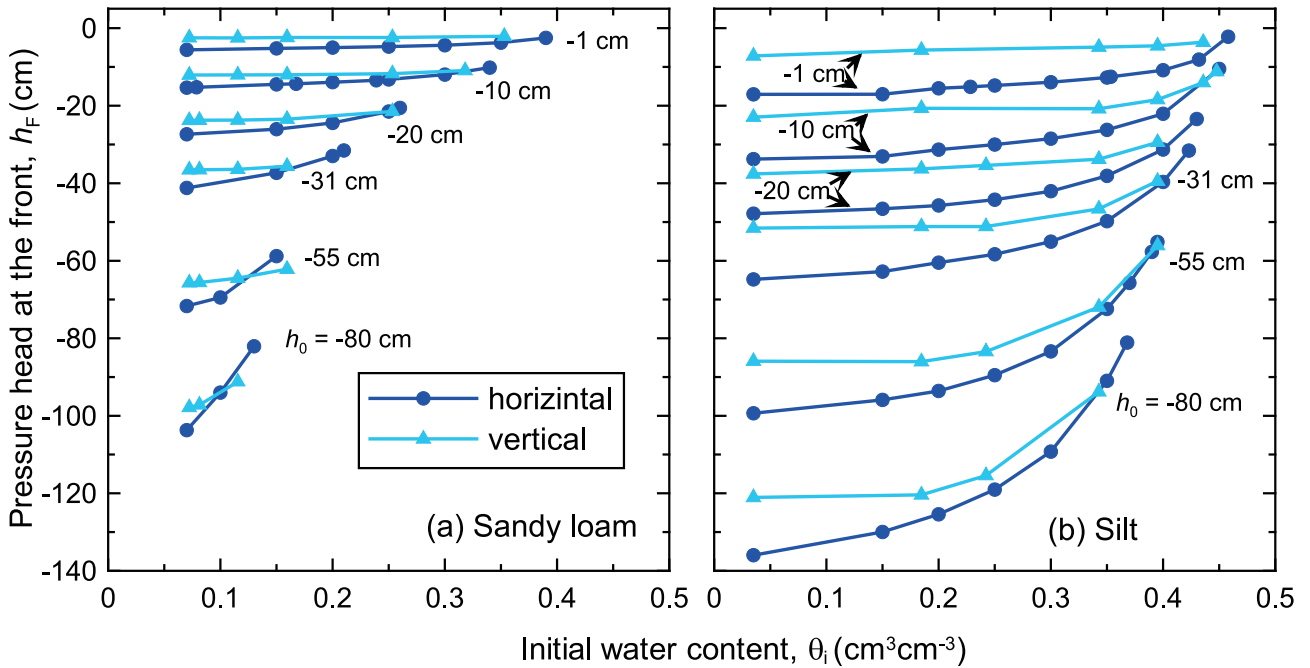 Pressure head at the front, hF (cm)
0
-20
-40
-60
-80
-100
-120
-140
-1 cm
-10 cm
-20 cm
-31 cm
-55 cm
h0 = -80 cm
horizintal
vertical
(a) Sandy loam
0
0.1
0.2
0.3
0.4
0.5
-1 cm
-10 cm
-20 cm
-31 cm
-55 cm
h0 = -80 cm
(b) Silt
0
0.1
0.2
0.3
0.4
0.5
Initial water content, θi (cm³cm⁻³)